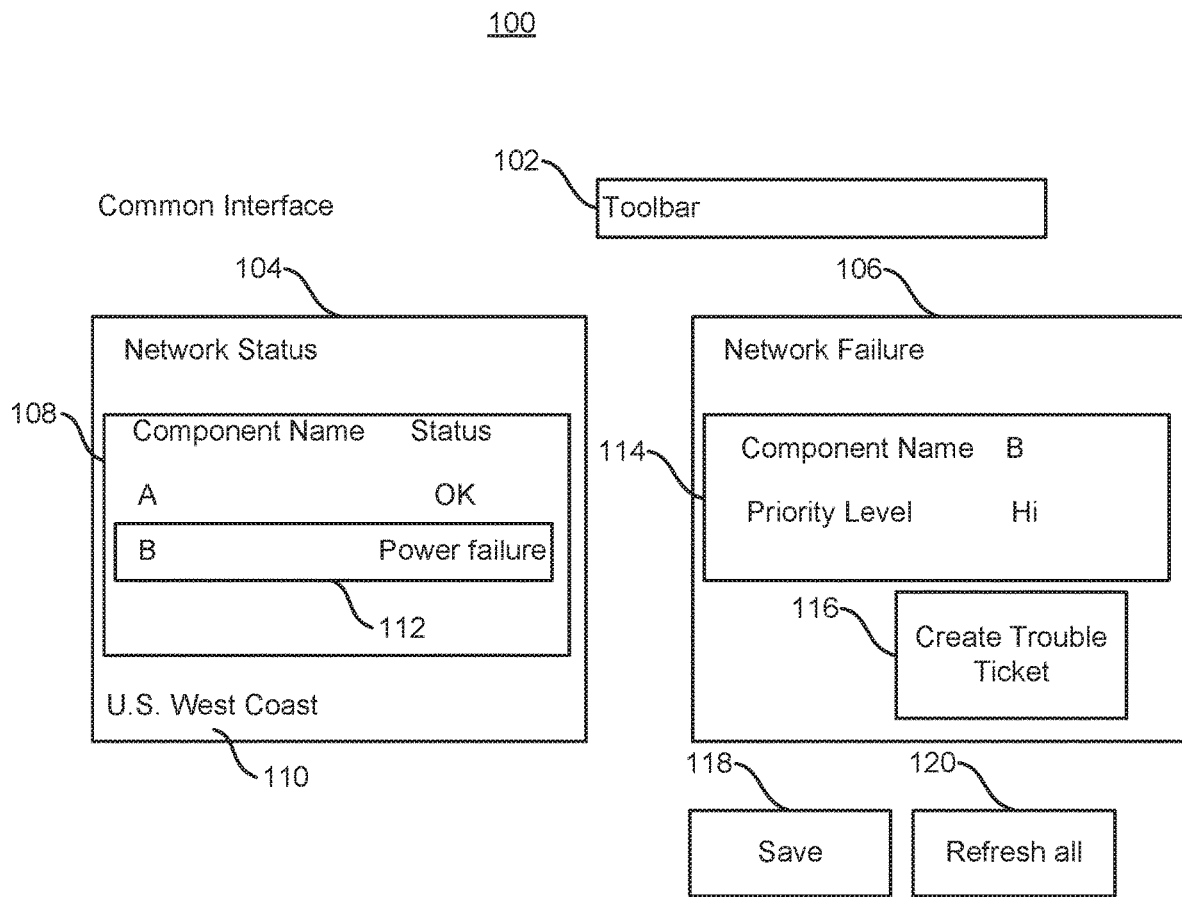 100
102
Toolbar
Common Interface
104
106
Network Status
Network Failure
108
Component Name Status
A OK
B Power failure
112
U.S. West Coast
110
114
Component Name B
Priority Level Hi
116
Create Trouble
Ticket
118
120
Save
Refresh all